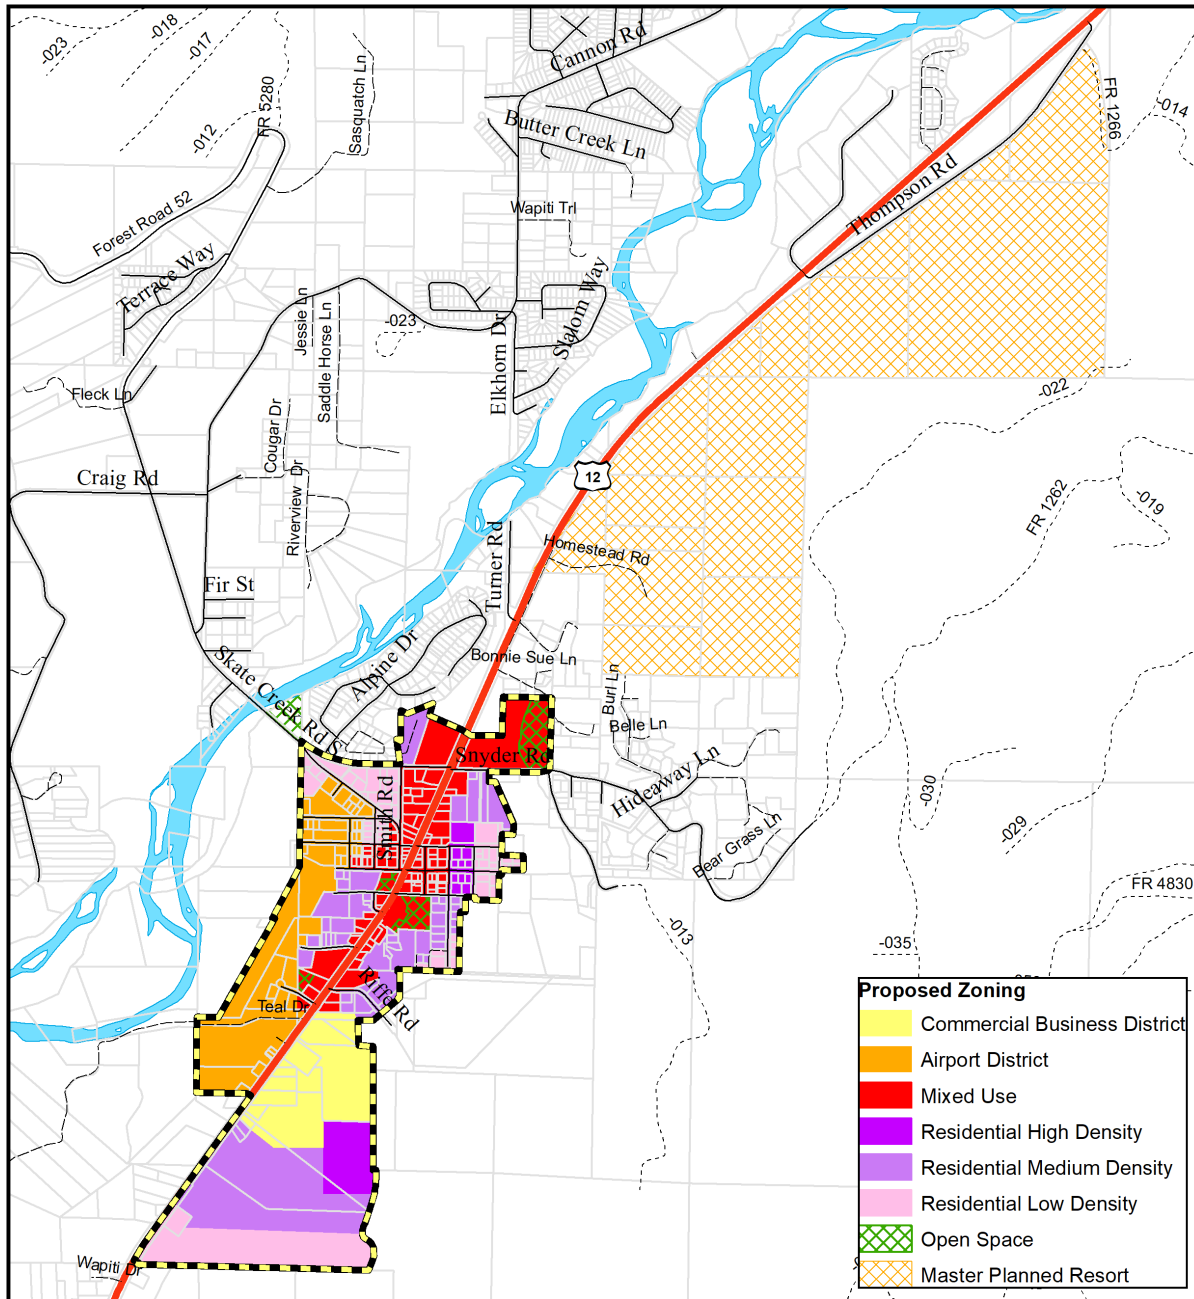 -018
-023
-017
Cannon Rd
Sasquatch Ln
FR 5280
FR 1266
-014
-012
Butter Creek Ln
Thompson Rd
Forest Road 52
Wapiti Trl
Terrace Way
Slalom Way
Jessie Ln
Saddle Horse Ln
-023
Elkhorn Dr
Fleck Ln
-022
Cougar Dr
Craig Rd
12
Riverview Dr
FR 1262
-019
Turner Rd
Homestead Rd
Fir St
Skate Creek Rd S
Alpine Dr
Bonnie Sue Ln
Burl Ln
Belle Ln
Snyder Rd
Smith Rd
Hideaway Ln
-030
-029
Bear Grass Ln
FR 4830
-013
-035
Riffe Rd
Teal Dr
Wapiti Dr
Proposed Zoning
Commercial Business District
Airport District
Mixed Use
Residential High Density
Residential Medium Density
Residential Low Density
Open Space
Master Planned Resort